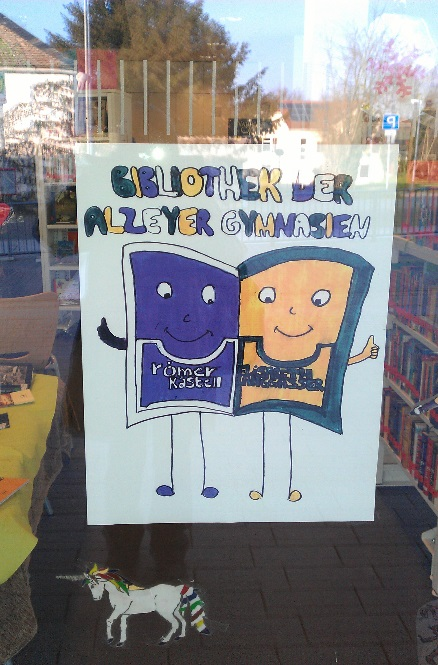 BIBLIOTHEK DER
ALZEYER GYMNASIEN
römer
Kastell